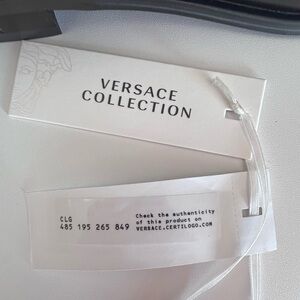 VERSACE
COLLECTION
CLG
485 195 265 849
Check the authenticity
of this product on
VERSACE.CERTILOGO.COM